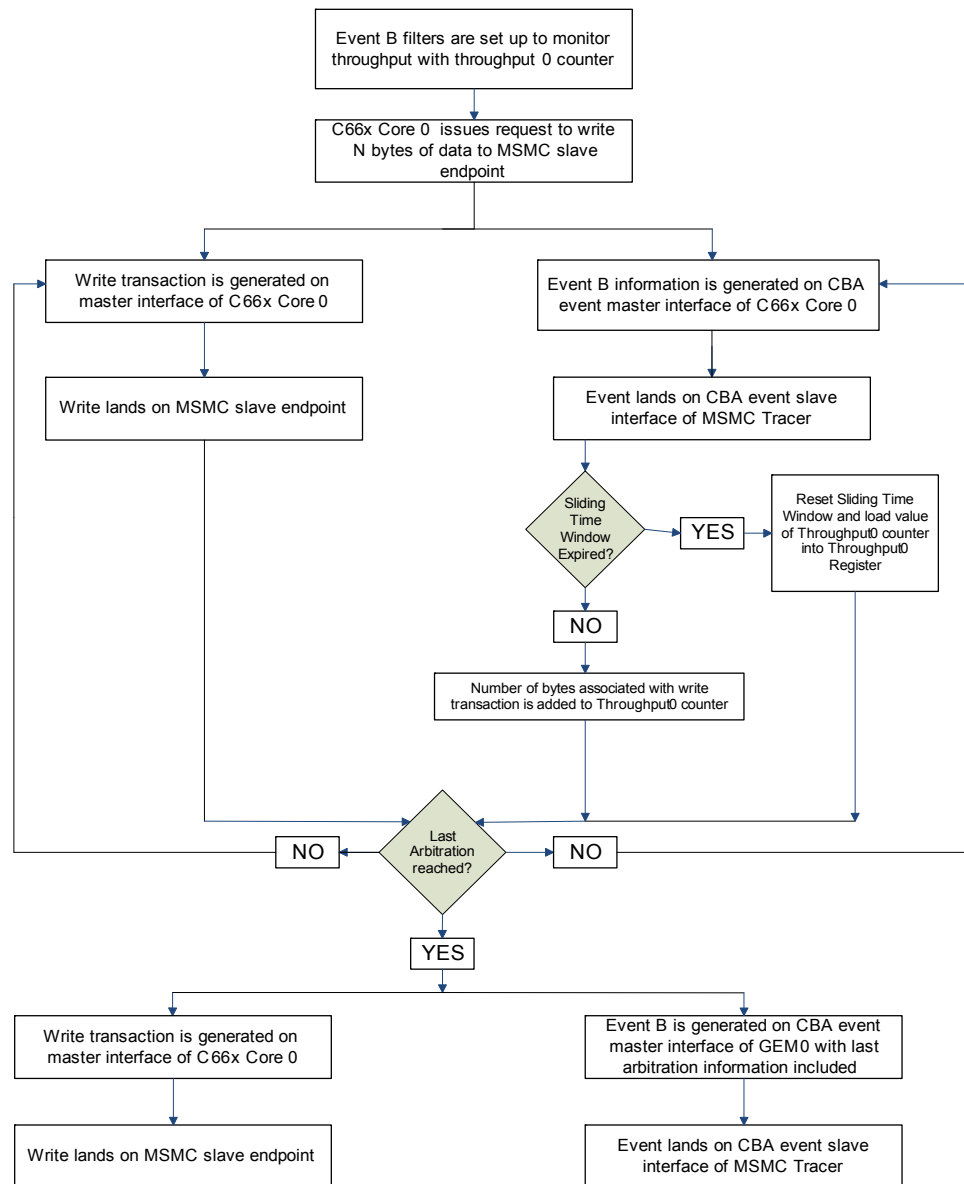 Event B filters are set up to monitor
throughput with throughput 0 counter
C66x Core 0 issues request to write
N bytes of data to MSMC slave
endpoint
Write transaction is generated on
master interface of C66x Core 0
Event B information is generated on CBA
event master interface of C66x Core 0
Write lands on MSMC slave endpoint
Event lands on CBA event slave
interface of MSMC Tracer
Sliding
Time
Window
Expired?
YES
Reset Sliding Time
Window and load value
of Throughput0 counter
into Throughput0
Register
NO
Number of bytes associated with write
transaction is added to Throughput0 counter
Last
Arbitration
reached?
NO
NO
YES
Write transaction is generated on
master interface of C66x Core 0
Event B is generated on CBA event
master interface of GEM0 with last
arbitration information included
Write lands on MSMC slave endpoint
Event lands on CBA event slave
interface of MSMC Tracer